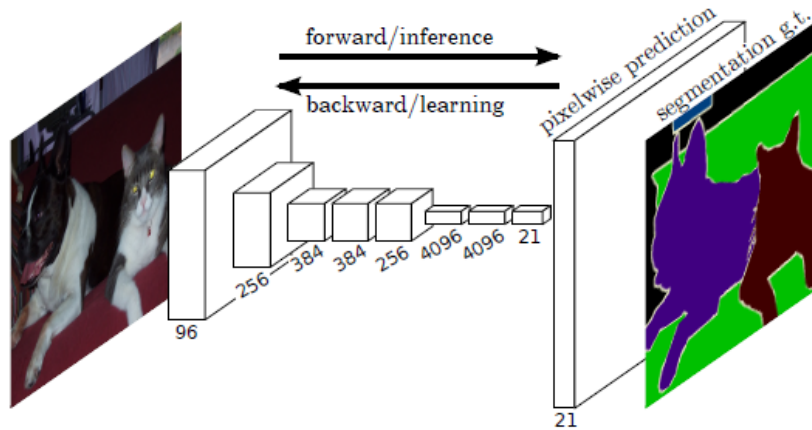 forward/inference
backward/learning
pixelwise prediction
segmentation g.t.
96
256
384
384
256
4096
4096
21
21